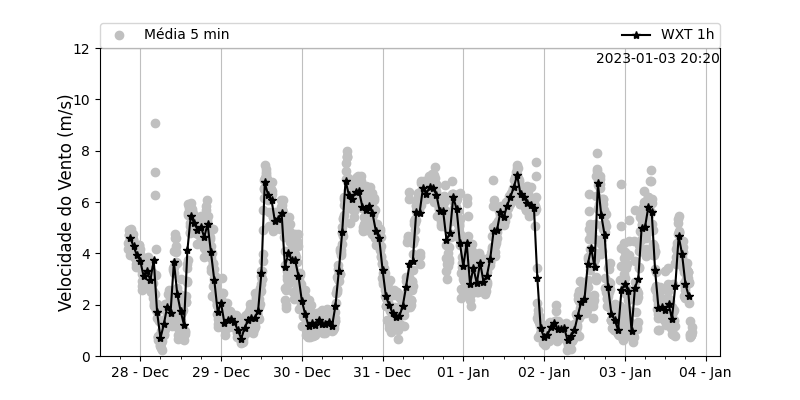 Média 5 min
WXT 1h
2023-01-03 20:20
Velocidade do Vento (m/s)
12
10
8
6
4
2
0
28 - Dec
29 - Dec
30 - Dec
31 - Dec
01 - Jan
02 - Jan
03 - Jan
04 - Jan